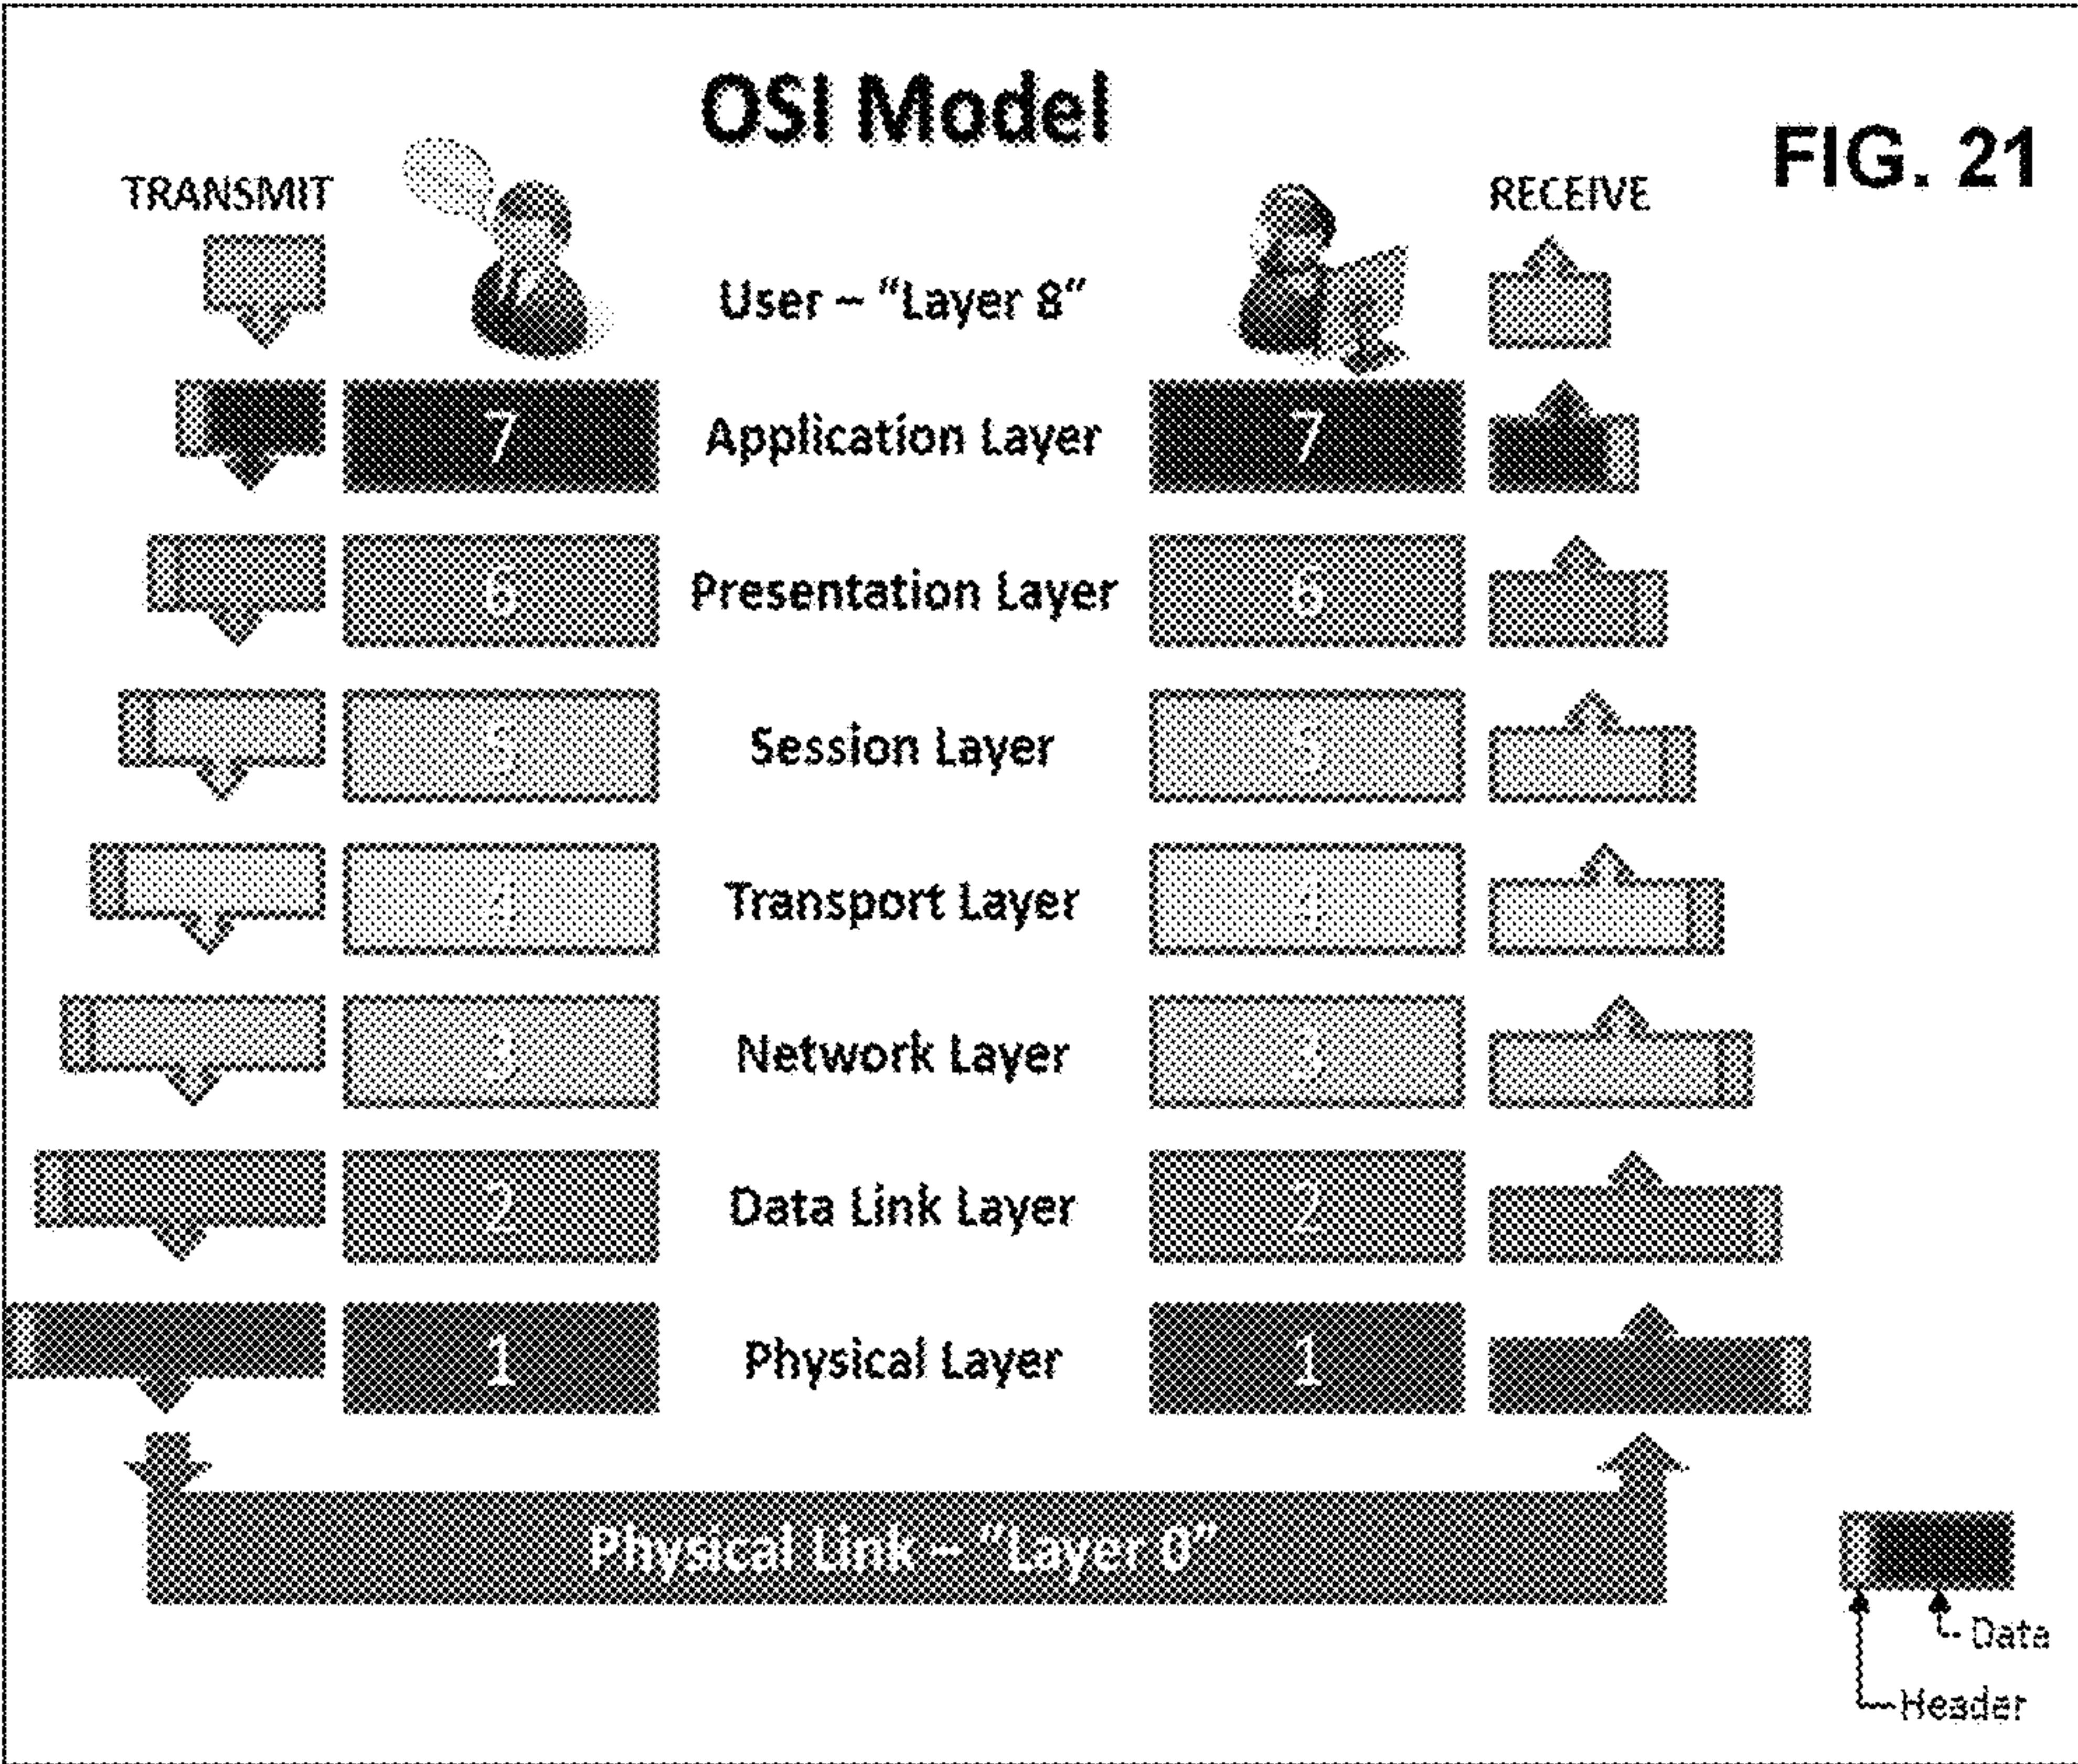 OSI Model
FIG. 21
TRANSMIT
RECEIVE
User – "Layer 8"
7 Application Layer 7
6 Presentation Layer 6
5 Session Layer 5
4 Transport Layer 4
3 Network Layer 3
2 Data Link Layer 2
1 Physical Layer 1
Physical Link – "Layer 0"
Data
Header